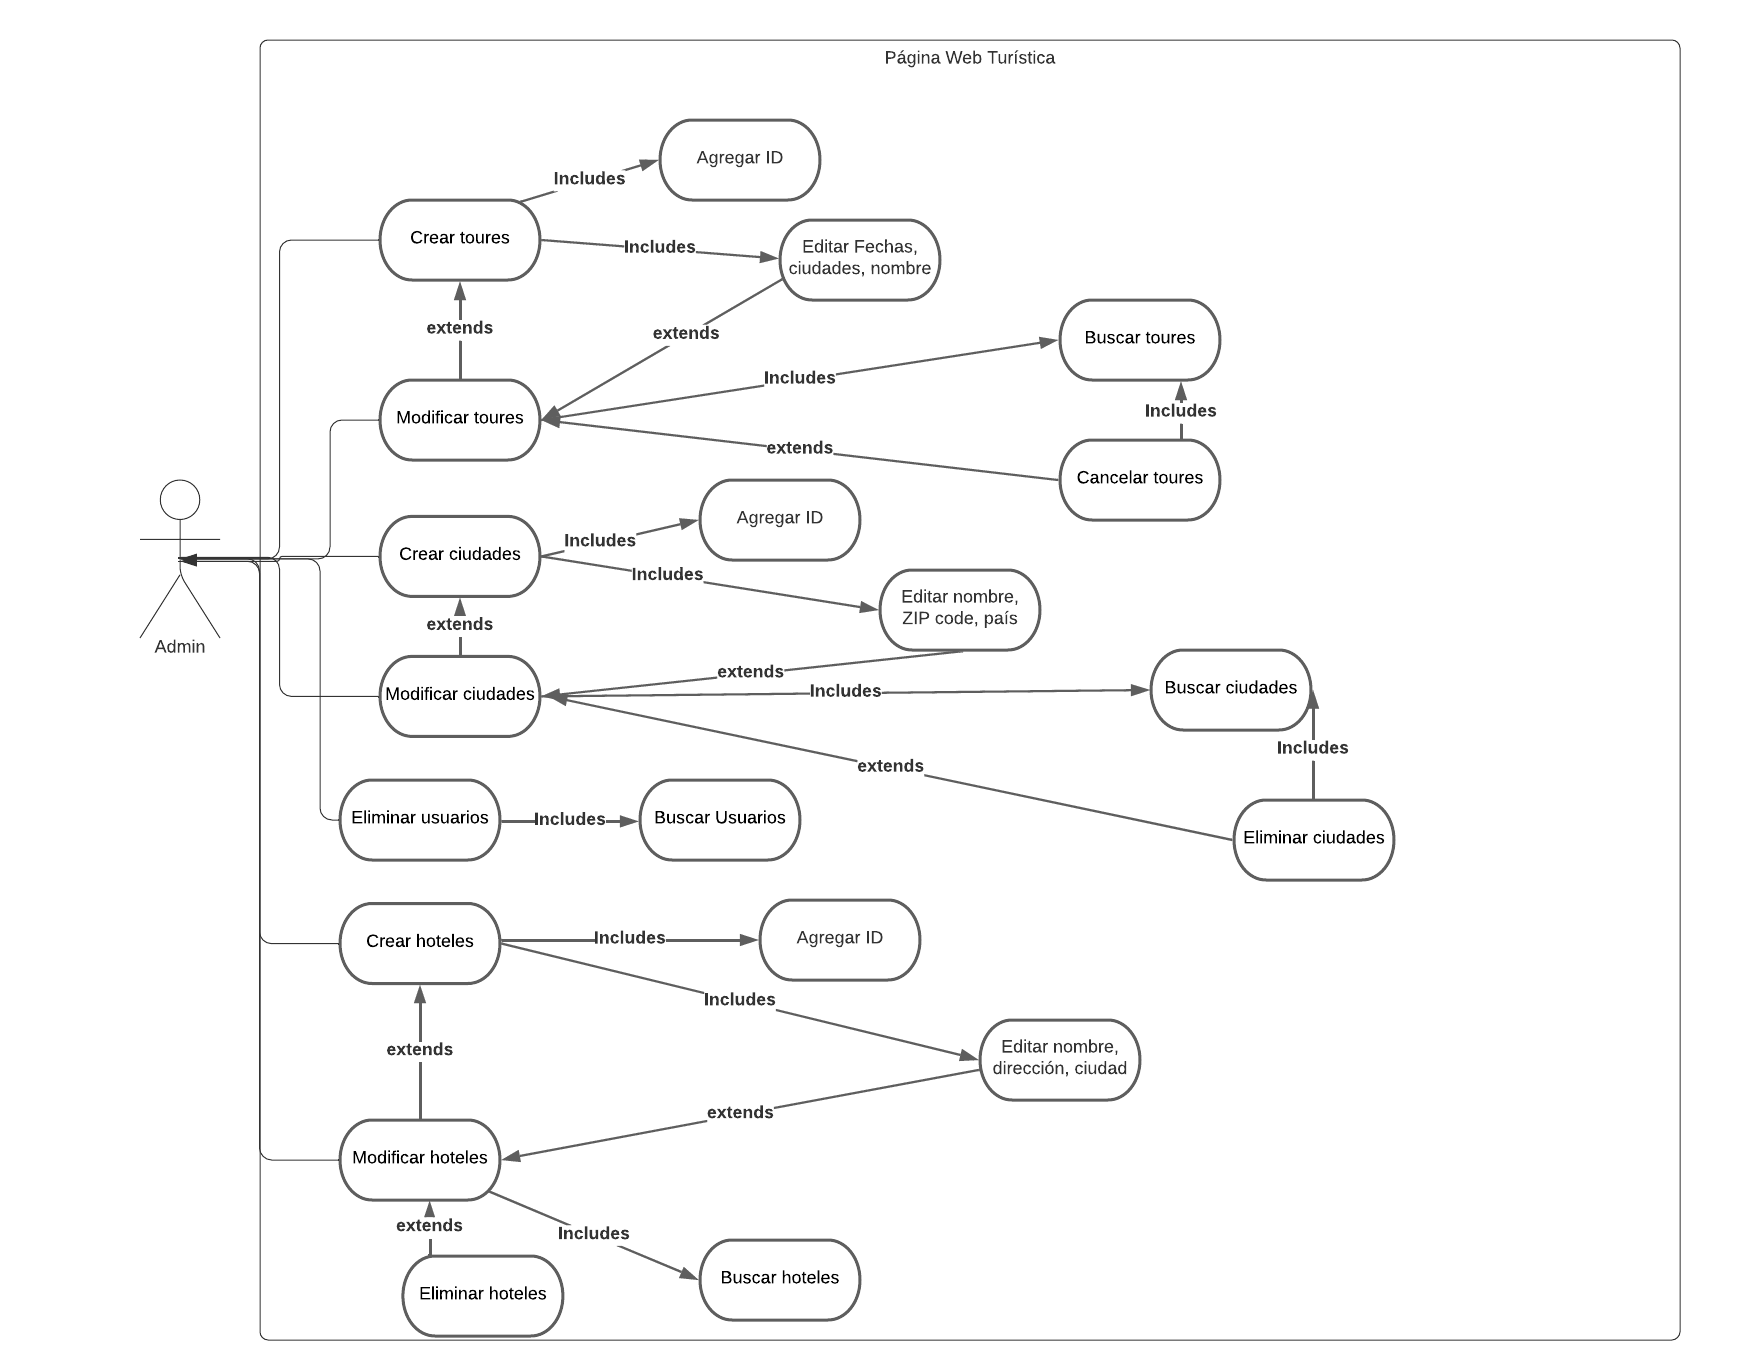 Página Web Turística
Agregar ID
Includes
Crear toures
Includes
Editar Fechas,
ciudades, nombre
extends
extends
Buscar toures
Includes
Includes
Modificar toures
extends
Cancelar toures
Agregar ID
Includes
Crear ciudades
Includes
Editar nombre,
ZIP code, país
extends
Admin
extends
Modificar ciudades
Includes
Buscar ciudades
Includes
extends
Eliminar usuarios
Includes
Buscar Usuarios
Eliminar ciudades
Crear hoteles
Includes
Agregar ID
Includes
Editar nombre,
dirección, ciudad
extends
extends
Modificar hoteles
extends
Includes
Eliminar hoteles
Buscar hoteles